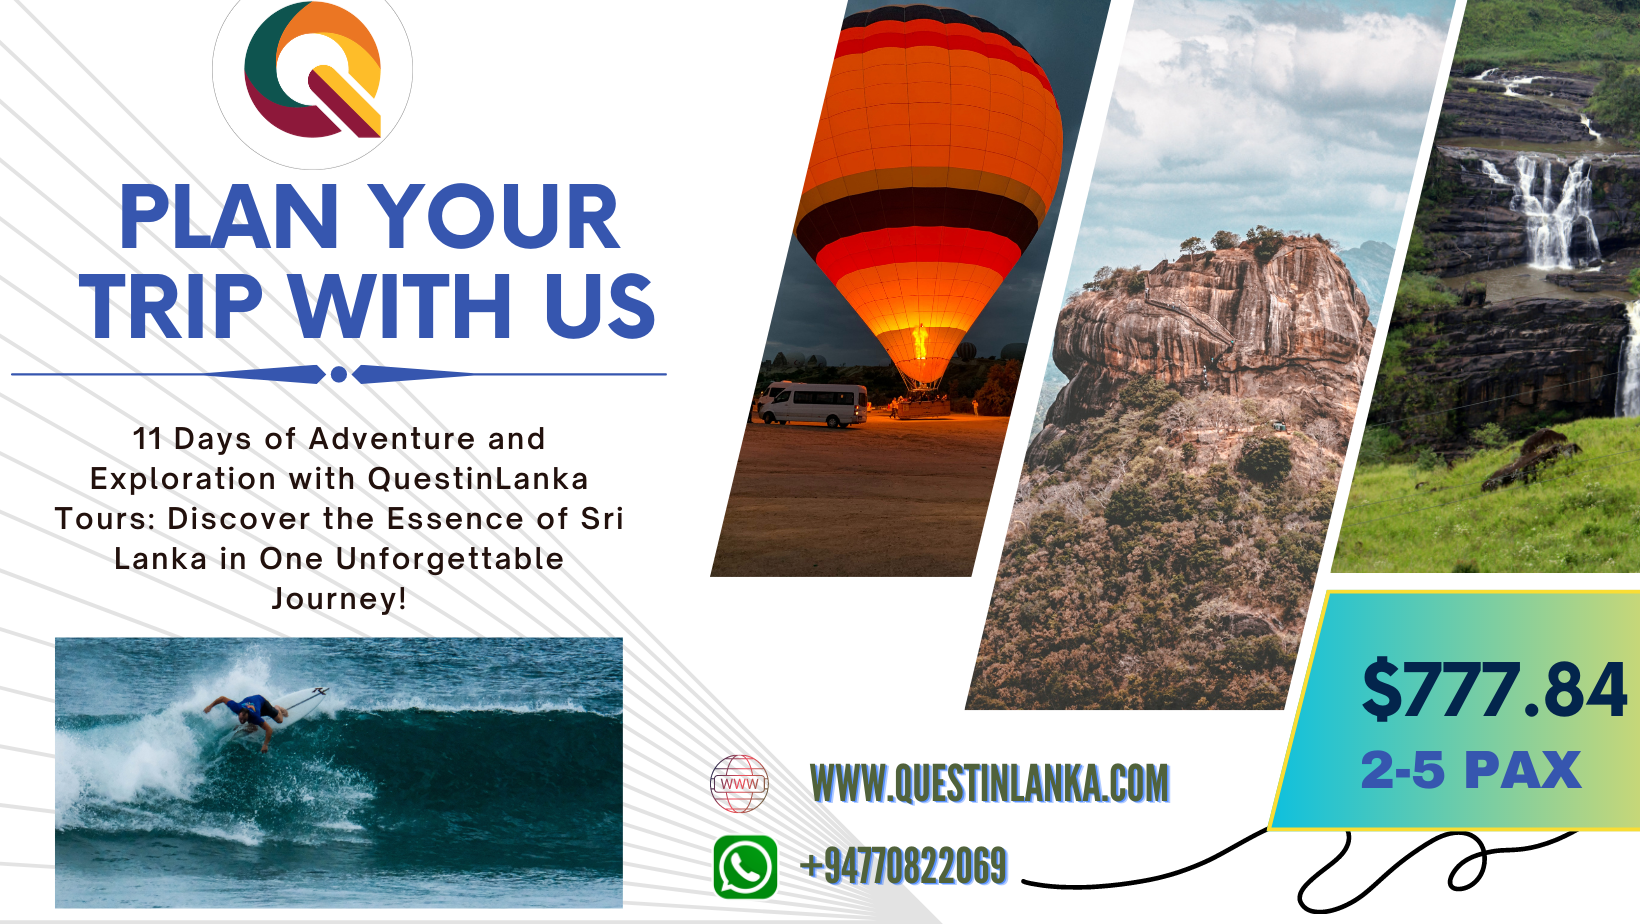 PLAN YOUR
TRIP WITH US
11 Days of Adventure and
Exploration with QuestinLanka
Tours: Discover the Essence of Sri
Lanka in One Unforgettable
Journey!
$777.84
2-5 PAX
WWW
WWW.QUESTINLANKA.COM
+94770822069